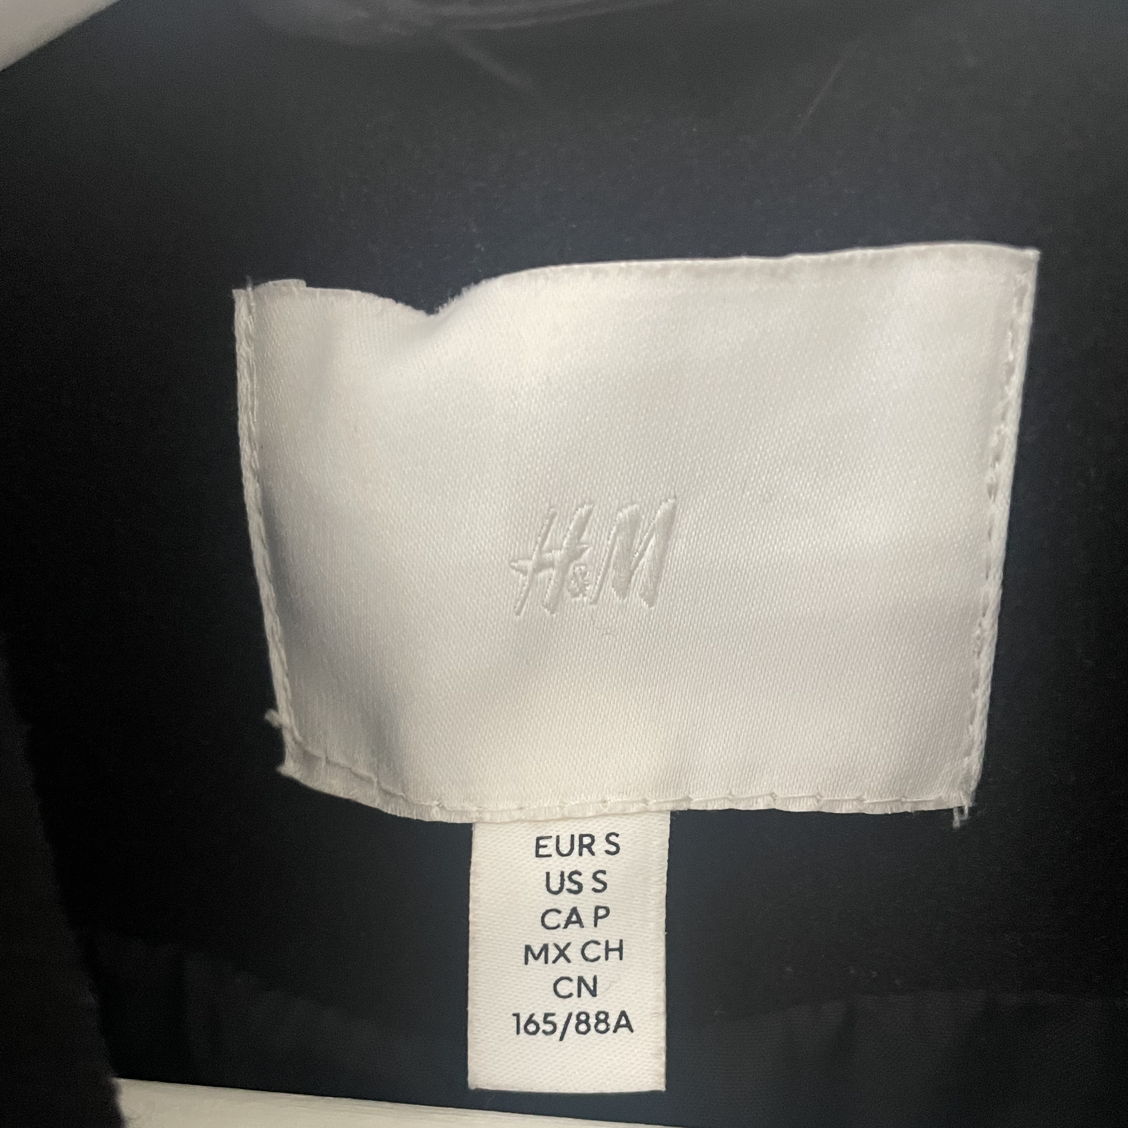 H&M
EUR S
US S
CA P
MX CH
CN
165/88A